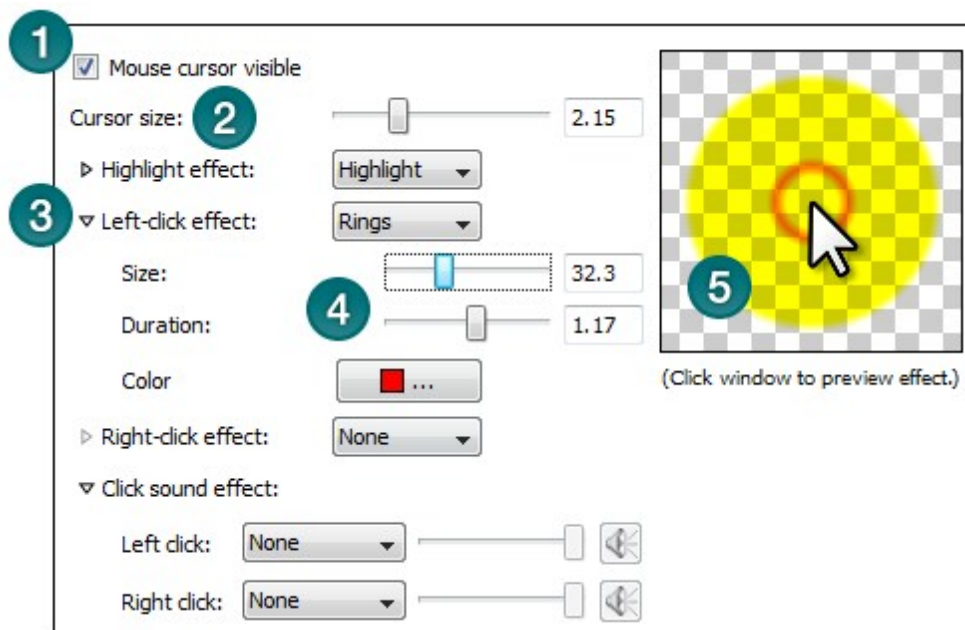 1
Mouse cursor visible
Cursor size: 2 2.15
Highlight effect: Highlight
3 Left-click effect: Rings
Size: 32.3
4
Duration: 1.17
Color ...
Right-click effect: None
Click sound effect:
Left click: None
Right click: None
5
(Click window to preview effect.)